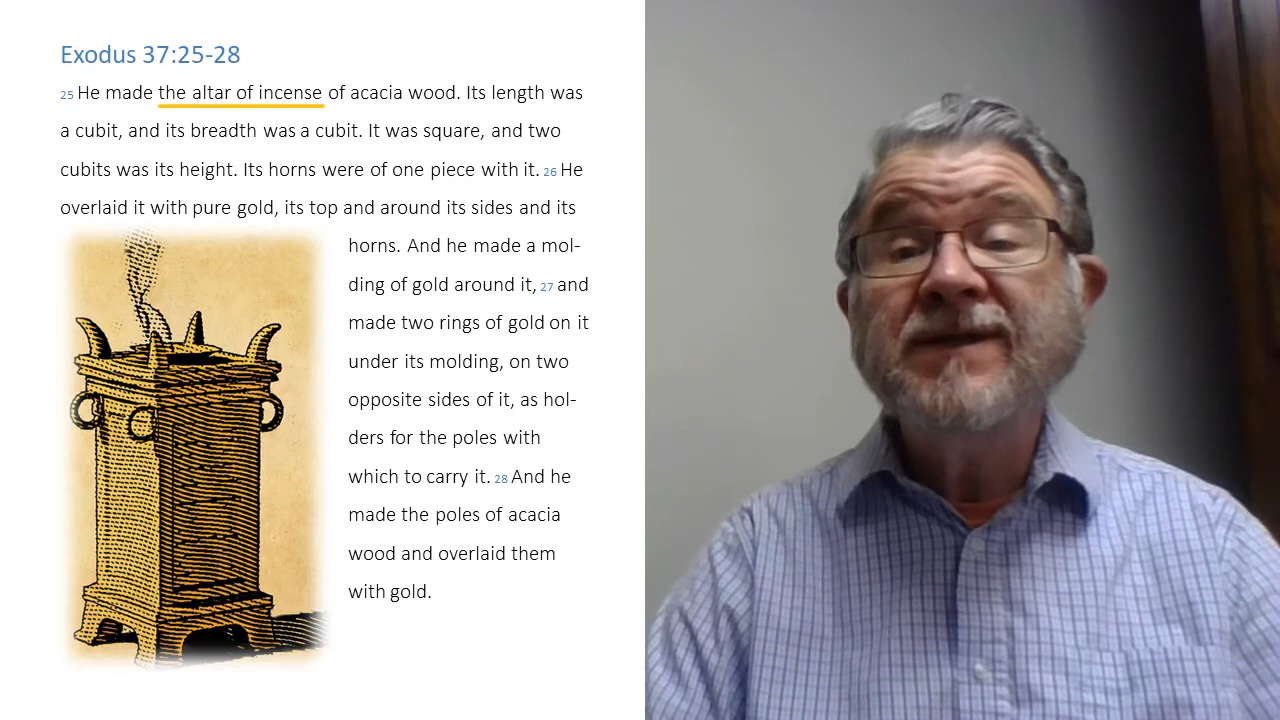 Exodus 37:25-28
25 He made the altar of incense of acacia wood. Its length was
a cubit, and its breadth was a cubit. It was square, and two
cubits was its height. Its horns were of one piece with it. 26 He
overlaid it with pure gold, its top and around its sides and its
horns. And he made a mol-
ding of gold around it, 27 and
made two rings of gold on it
under its molding, on two
opposite sides of it, as hol-
ders for the poles with
which to carry it. 28 And he
made the poles of acacia
wood and overlaid them
with gold.